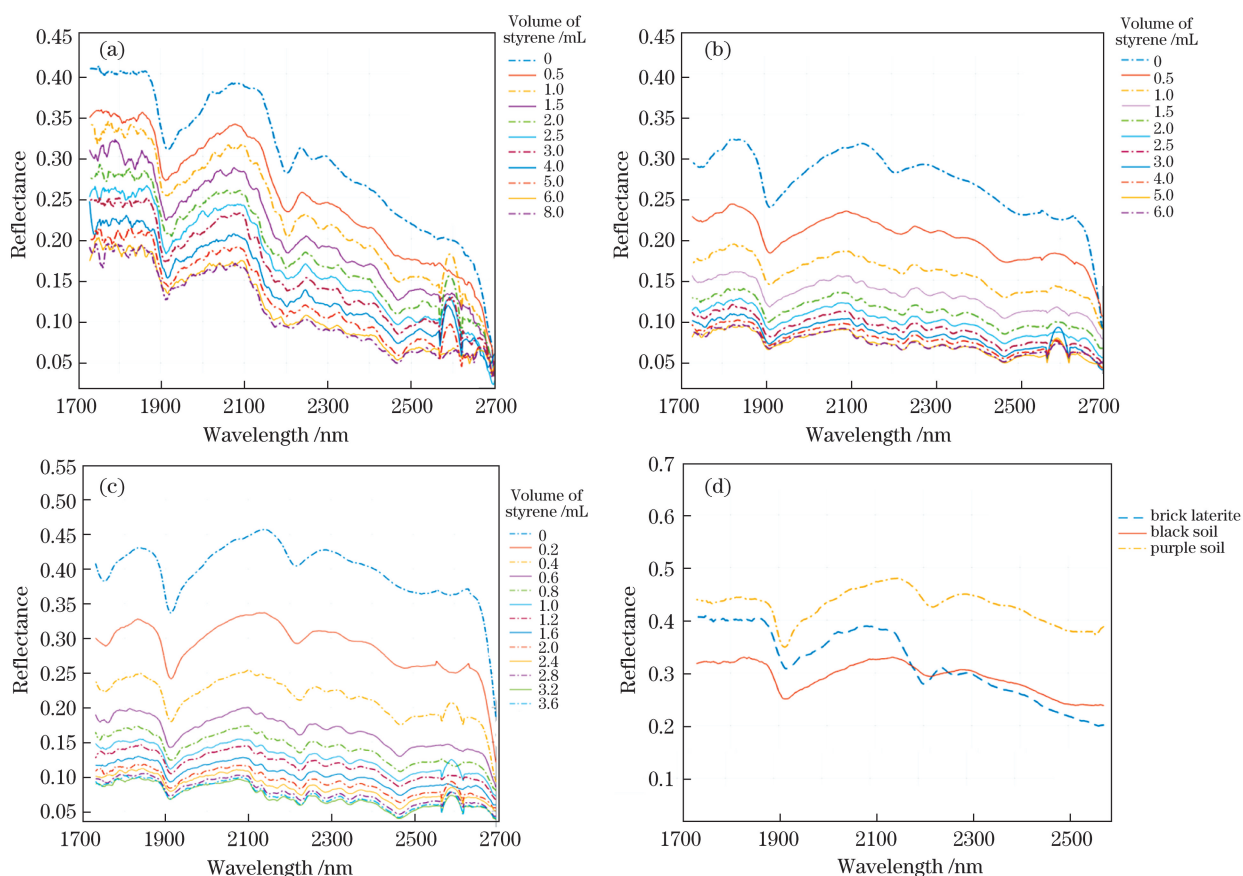 (a)
Volume of
styrene /mL
0
0.5
1.0
1.5
2.0
2.5
3.0
4.0
5.0
6.0
8.0
0.45
0.40
0.35
0.30
0.25
0.20
0.15
0.10
0.05
Reflectance
1700 1900 2100 2300 2500 2700
Wavelength /nm
(b)
Volume of
styrene /mL
0
0.5
1.0
1.5
2.0
2.5
3.0
4.0
5.0
6.0
0.45
0.40
0.35
0.30
0.25
0.20
0.15
0.10
0.05
Reflectance
1700 1900 2100 2300 2500 2700
Wavelength /nm
(c)
Volume of
styrene /mL
0
0.2
0.4
0.6
0.8
1.0
1.2
1.6
2.0
2.4
2.8
3.2
3.6
0.55
0.50
0.45
0.40
0.35
0.30
0.25
0.20
0.15
0.10
0.05
Reflectance
1700 1900 2100 2300 2500 2700
Wavelength /nm
(d)
brick laterite
black soil
purple soil
0.7
0.6
0.5
0.4
0.3
0.2
0.1
Reflectance
1700 1900 2100 2300 2500
Wavelength /nm